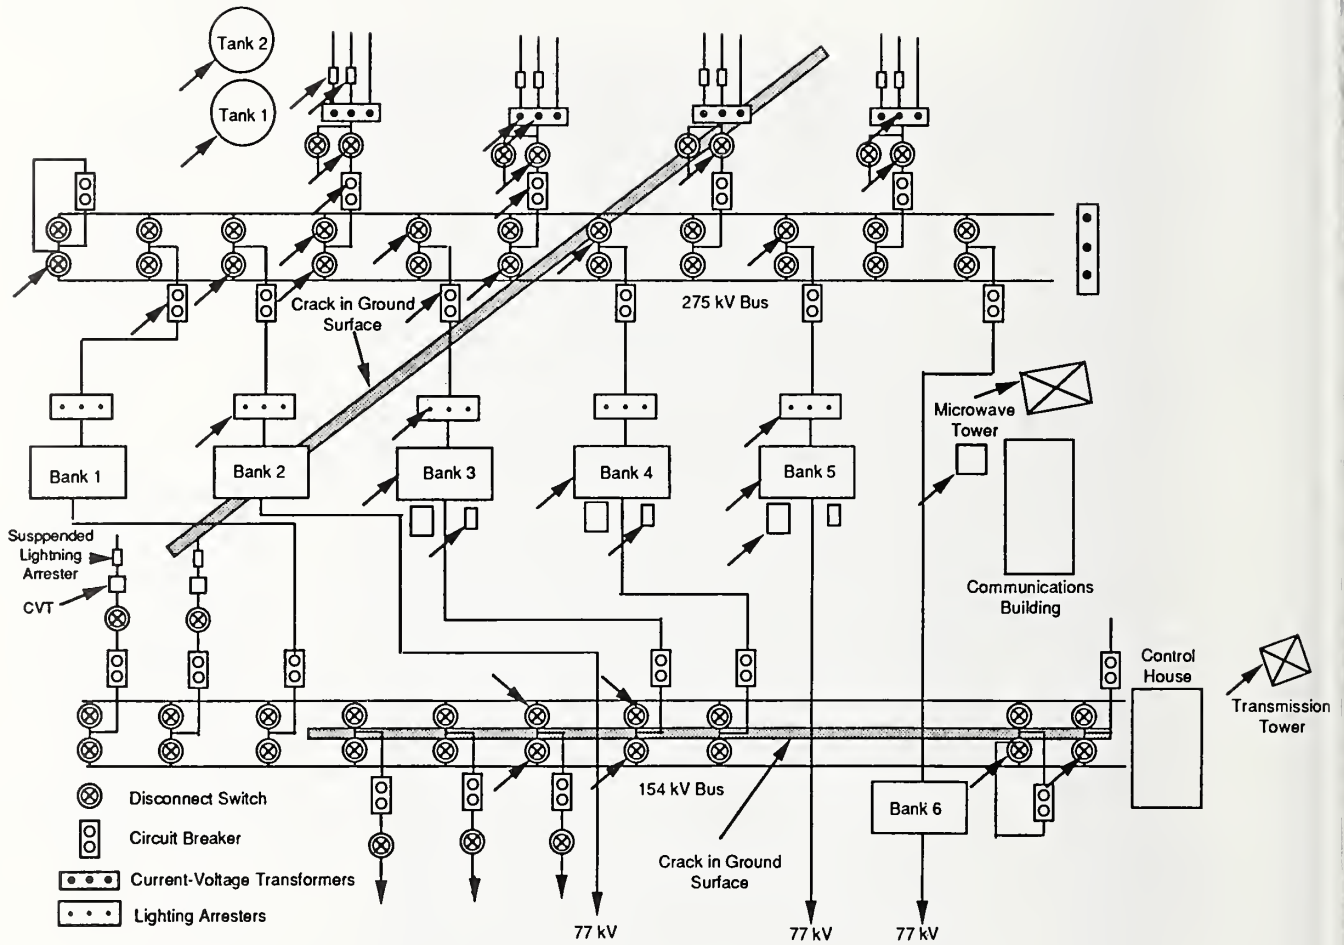 Tank 2
Tank 1
275 kV Bus
Crack in Ground
Surface
Microwave
Tower
Bank 1
Bank 2
Bank 3
Bank 4
Bank 5
Susppended
Lightning
Arrester
CVT
Communications
Building
Control
House
Transmission
Tower
154 kV Bus
Bank 6
Disconnect Switch
Circuit Breaker
Crack in Ground
Surface
Current-Voltage Transformers
Lighting Arresters
77 kV
77 kV
77 kV